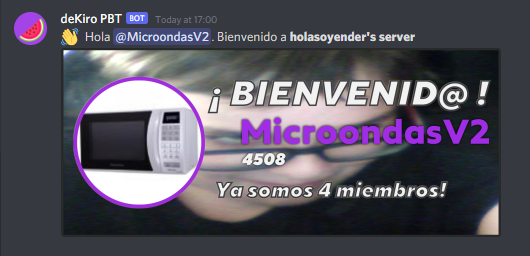 deKiro PBT BOT Today at 17:00
👋 Hola @MicroondasV2. Bienvenido a holasoyender's server
¡ BIENVENID@ !
MicroondasV2
4508
Ya somos 4 miembros!